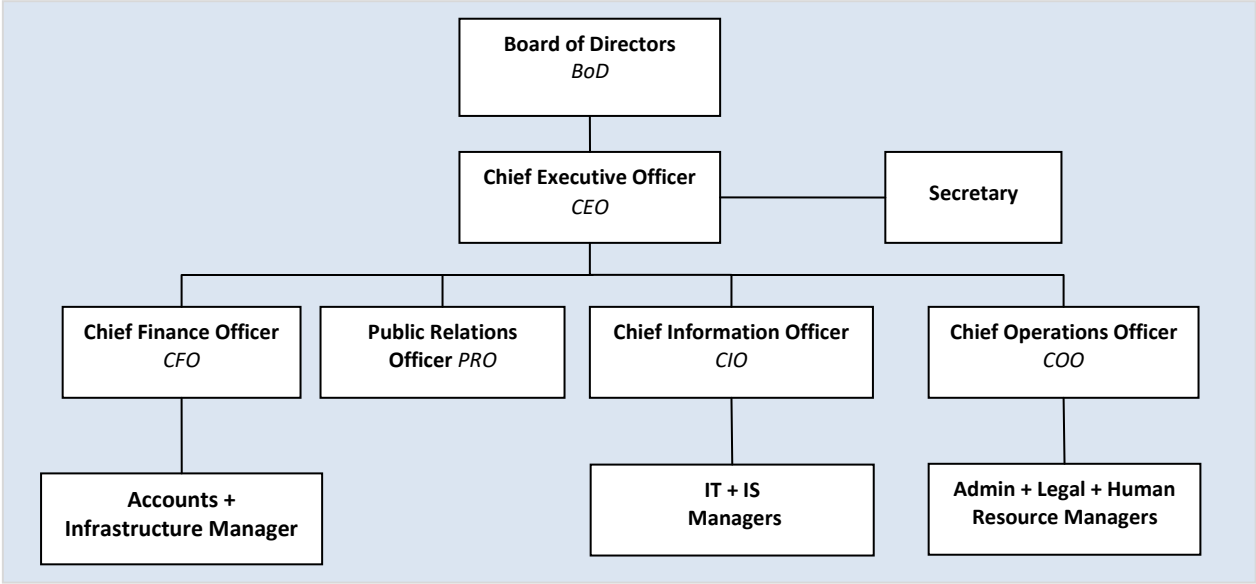 Board of Directors
BoD
Chief Executive Officer
CEO
Secretary
Chief Finance Officer
CFO
Public Relations
Officer PRO
Chief Information Officer
CIO
Chief Operations Officer
COO
Accounts +
Infrastructure Manager
IT + IS
Managers
Admin + Legal + Human
Resource Managers